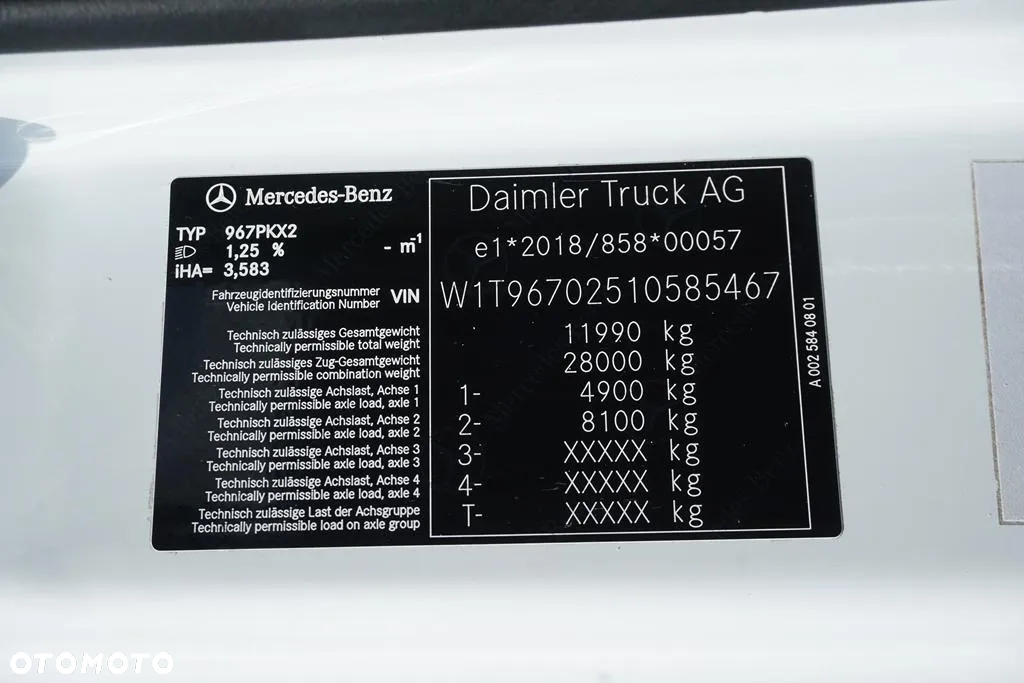 Mercedes-Benz
TYP 967PKX2
1,25 % - m⁻¹
iHA= 3,583
Daimler Truck AG
e1*2018/858*00057
Fahrzeugidentifizierungsnummer
Vehicle Identification Number VIN W1T96702510585467
Technisch zulässiges Gesamtgewicht
Technically permissible total weight 11990 kg
Technisch zulässiges Zug-Gesamtgewicht
Technically permissible combination weight 28000 kg
Technisch zulässige Achslast, Achse 1
Technically permissible axle load, axle 1 1- 4900 kg
Technisch zulässige Achslast, Achse 2
Technically permissible axle load, axle 2 2- 8100 kg
Technisch zulässige Achslast, Achse 3
Technically permissible axle load, axle 3 3- XXXXX kg
Technisch zulässige Achslast, Achse 4
Technically permissible axle load, axle 4 4- XXXXX kg
Technisch zulässige Last der Achsgruppe
Technically permissible load on axle group T- XXXXX kg
A 002 584 08 01
OTOMOTO